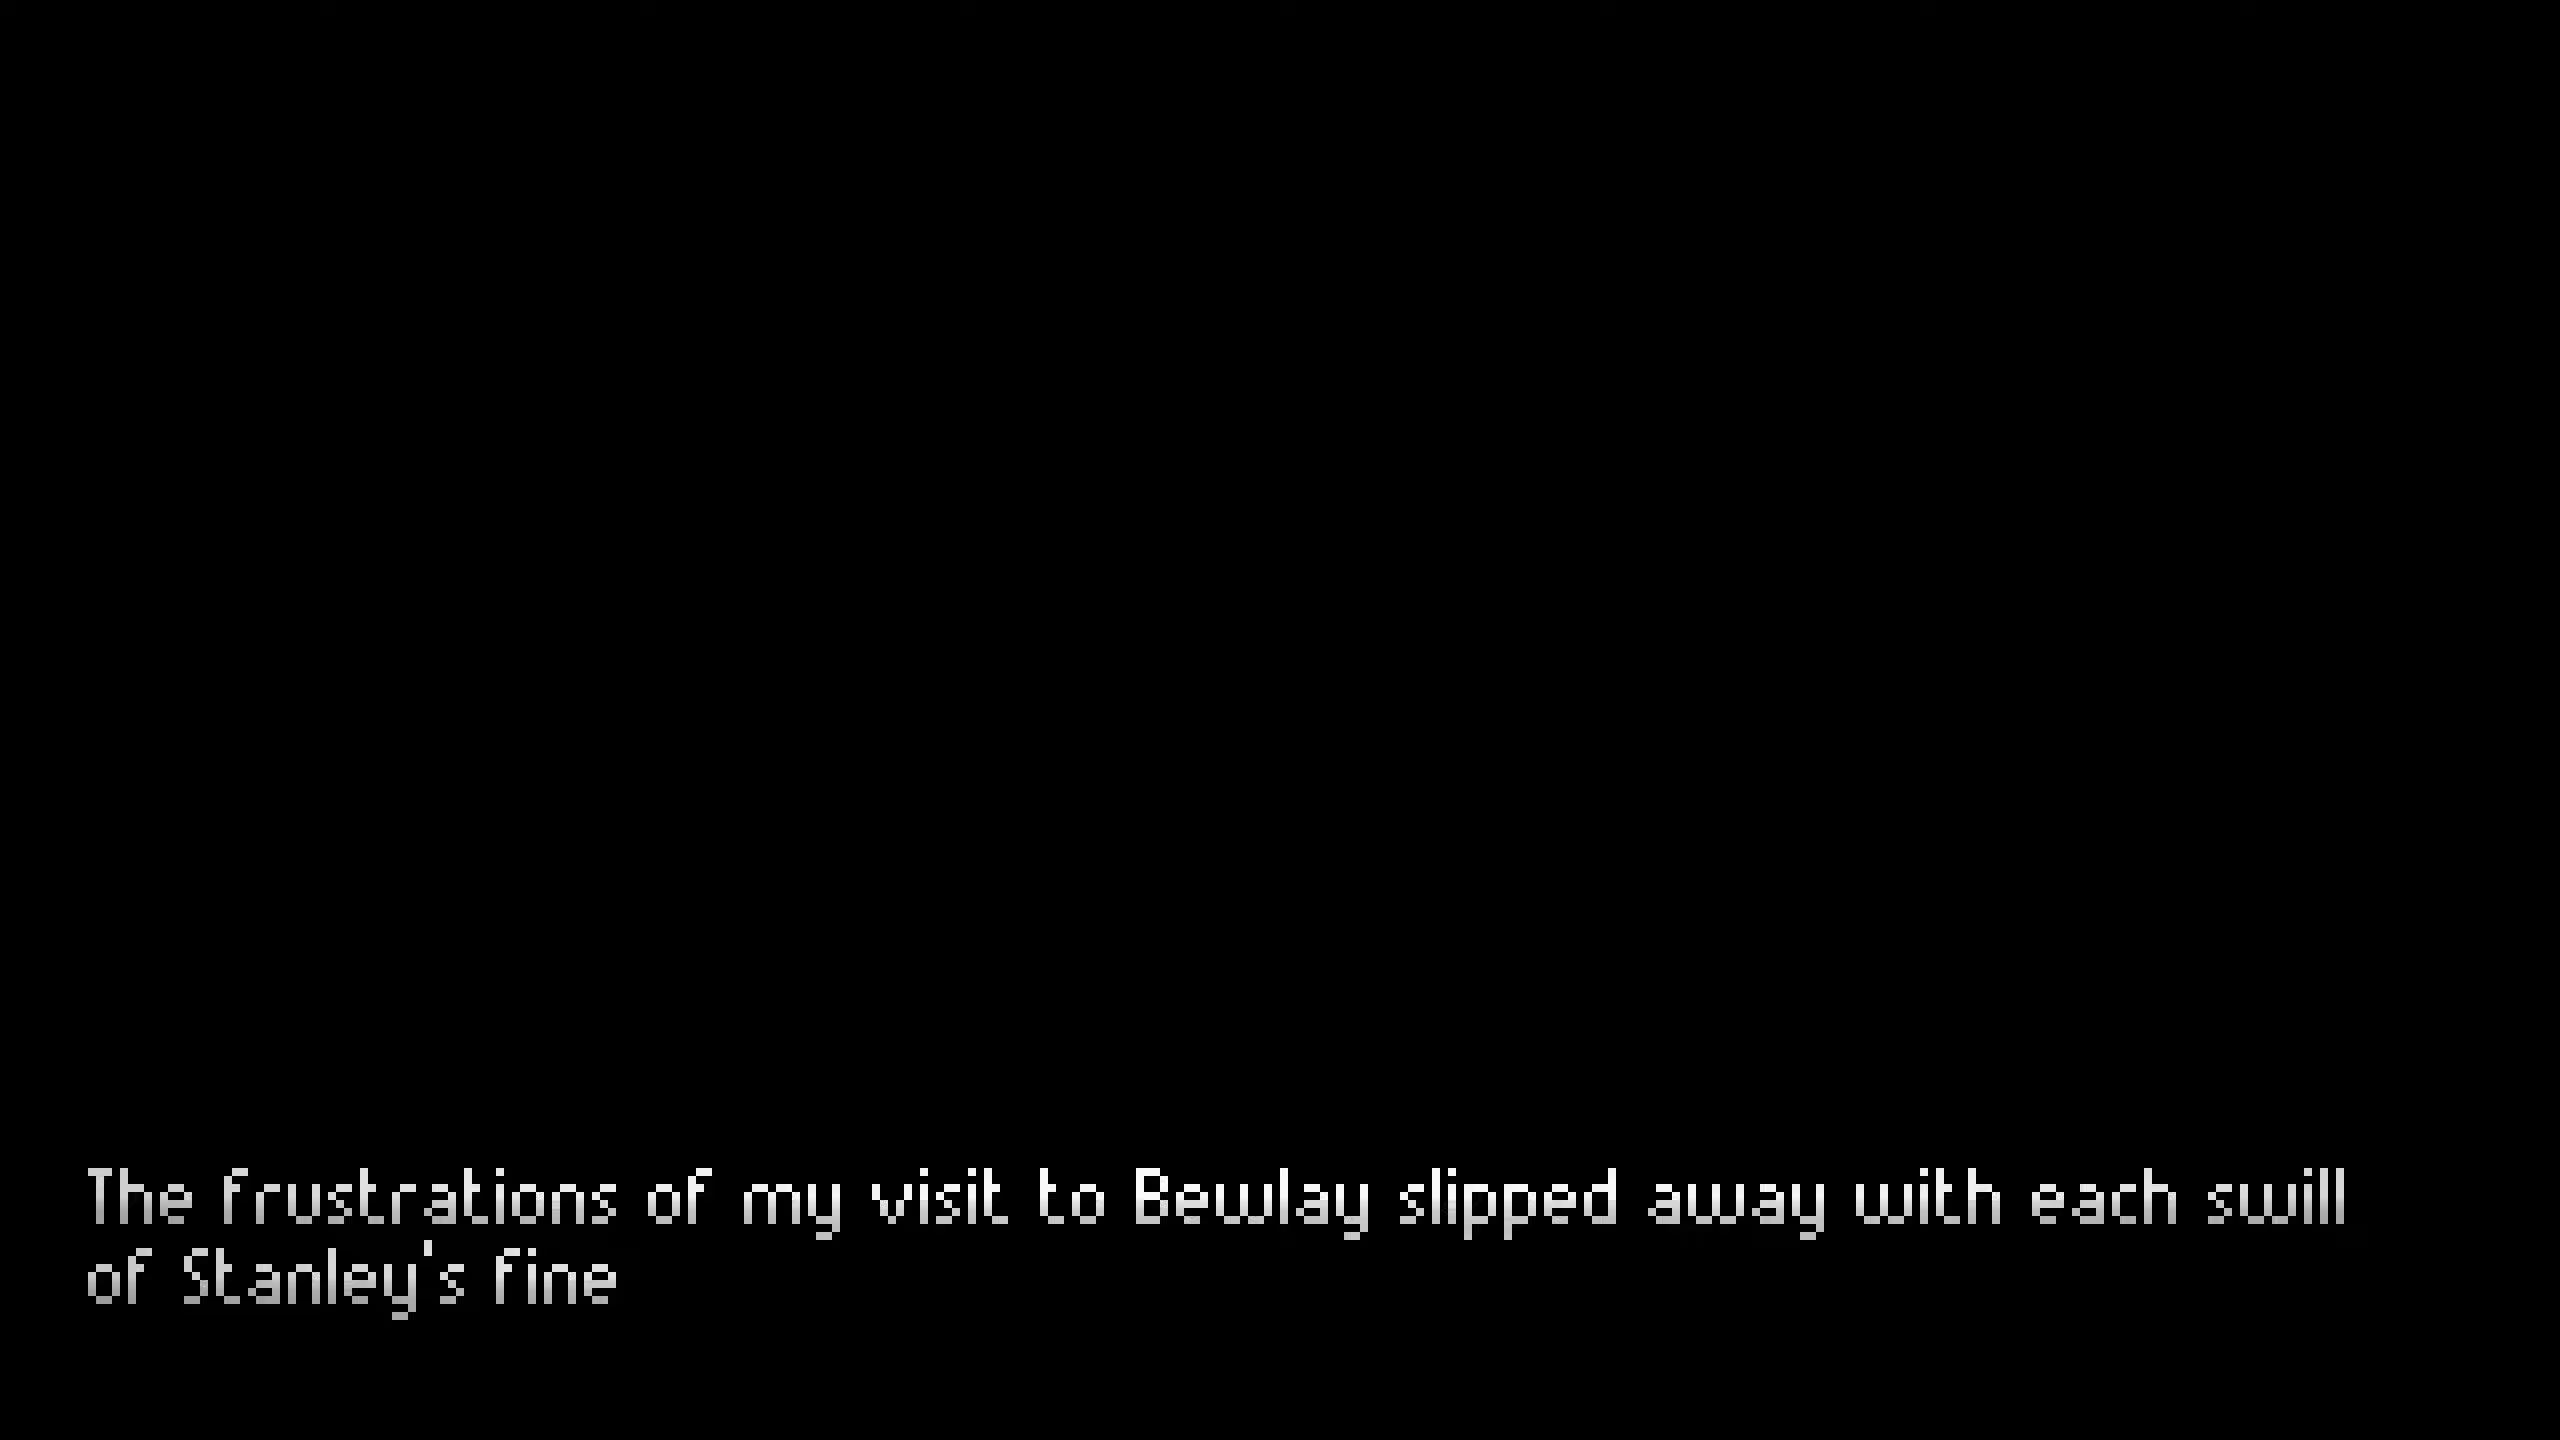 The frustrations of my visit to Bewlay slipped away with each swill
of Stanley's fine